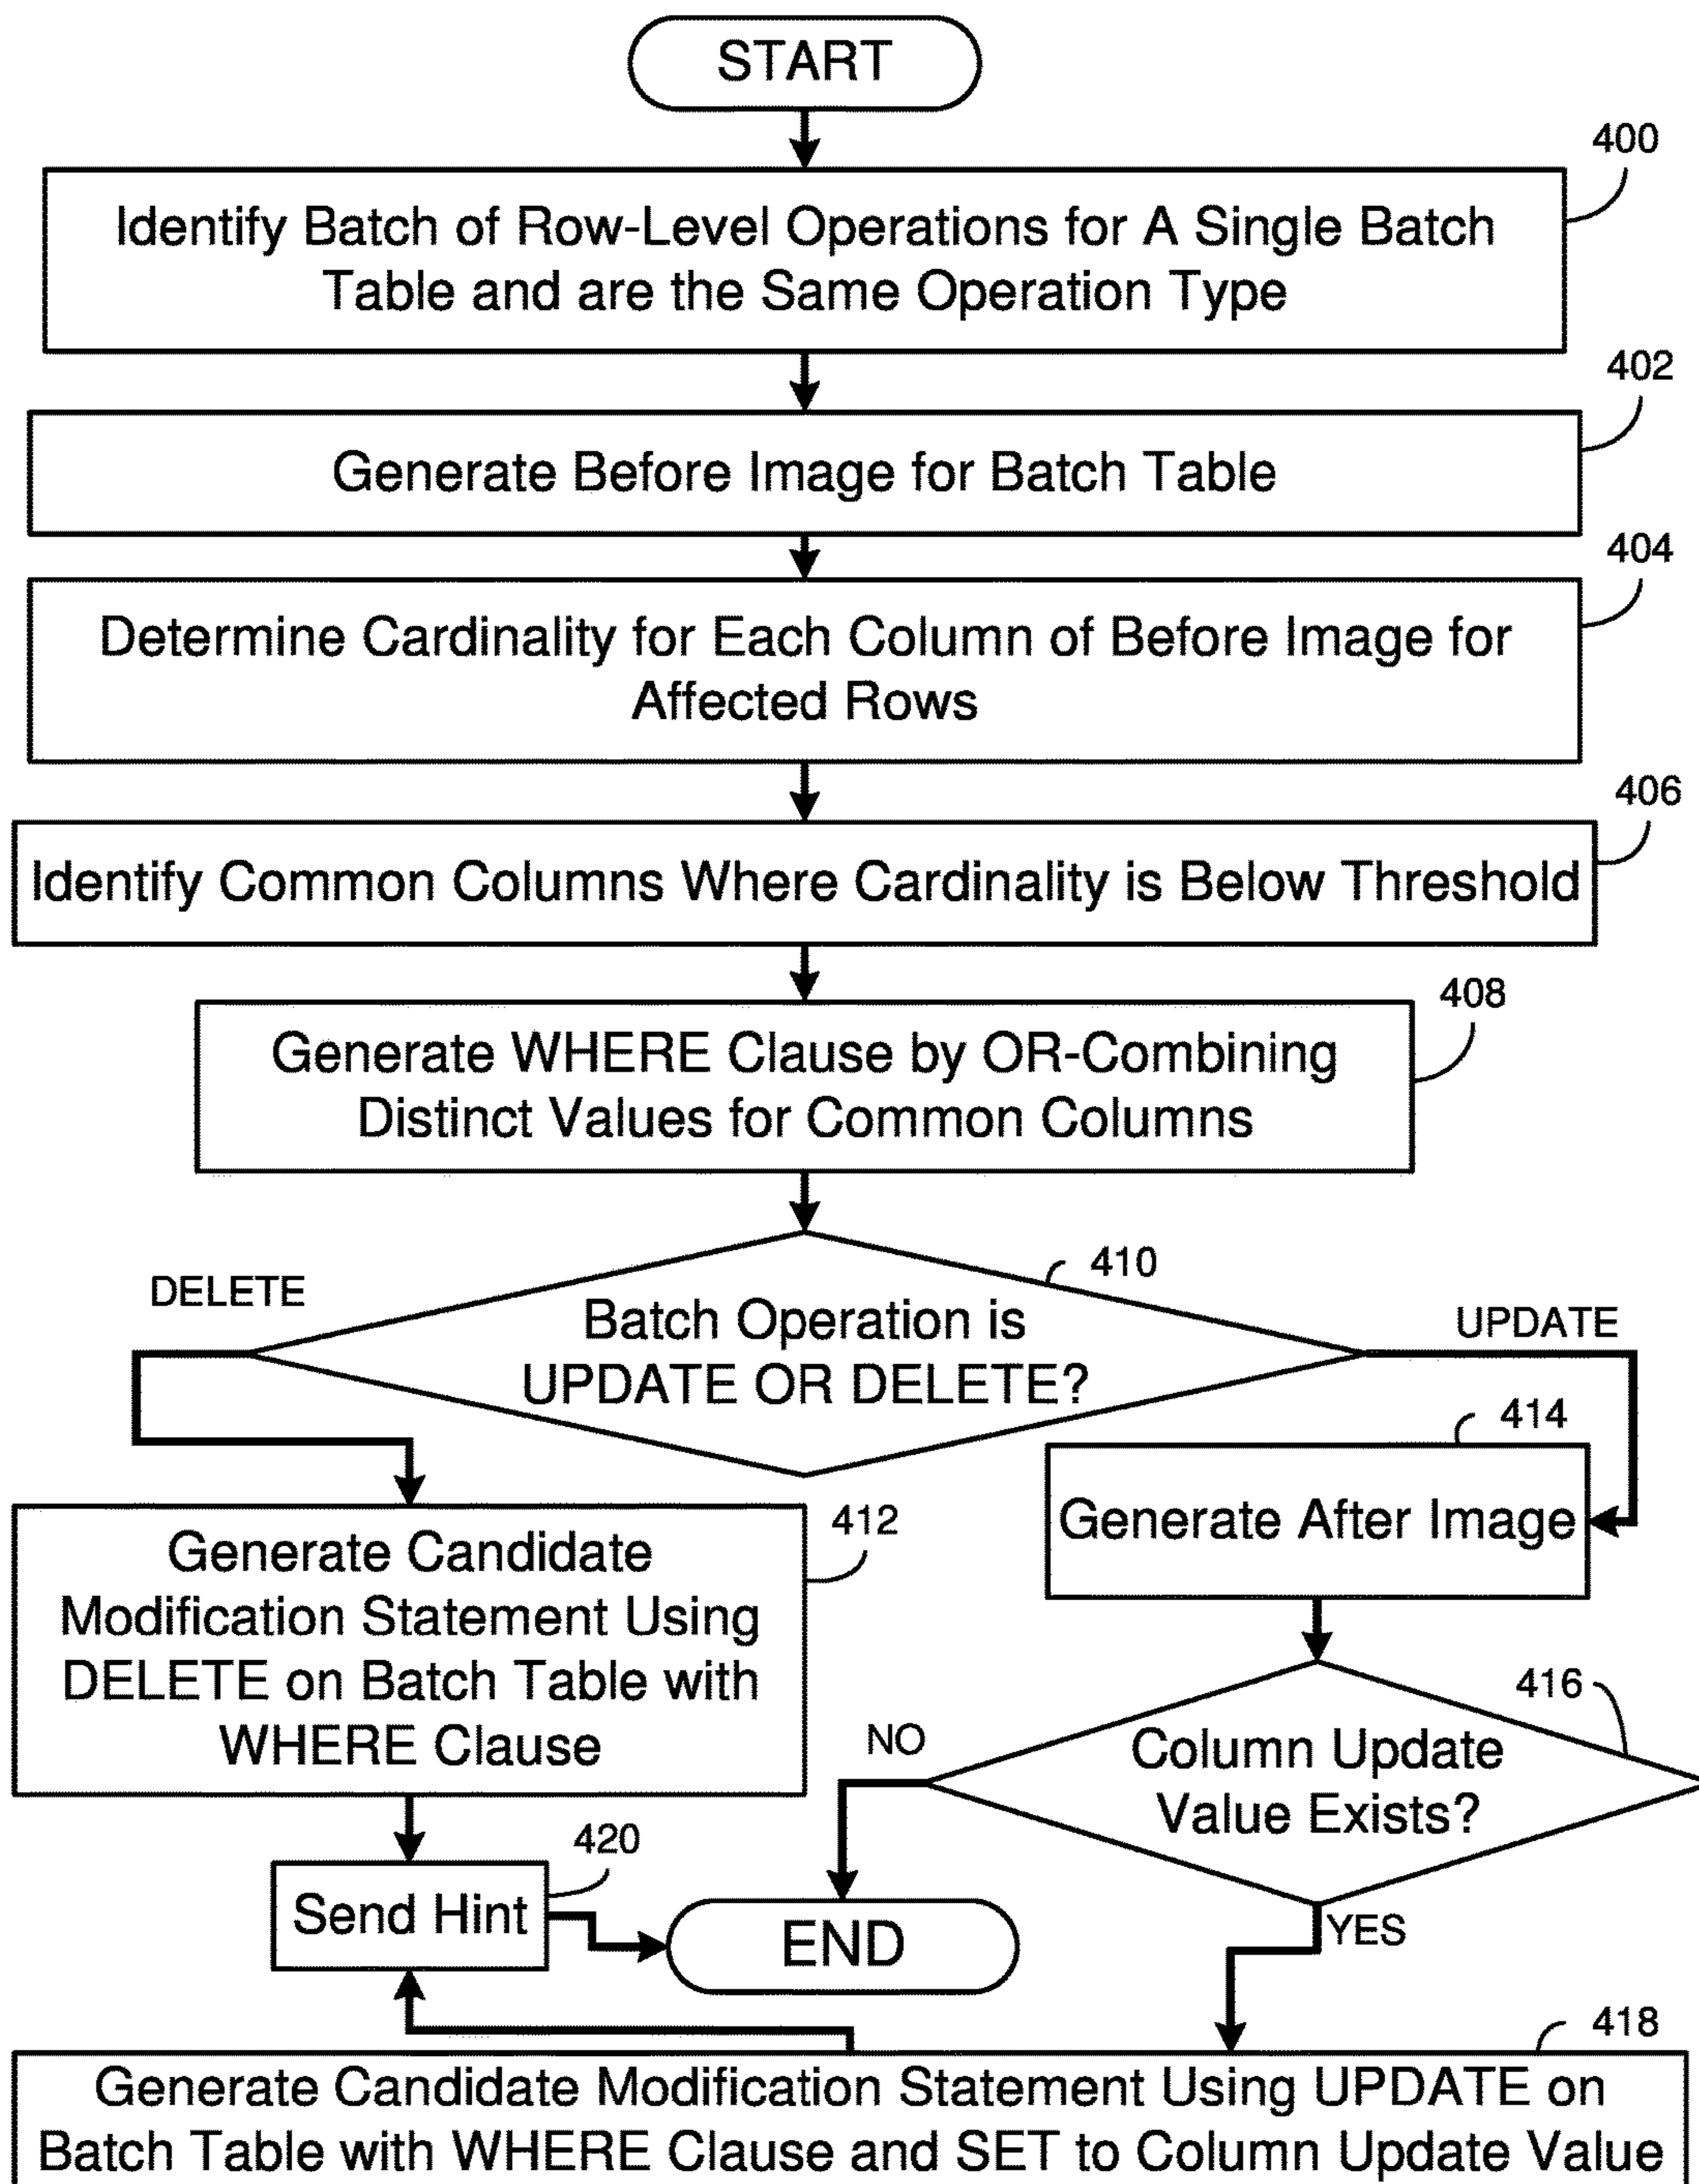 START
400
Identify Batch of Row-Level Operations for A Single Batch
Table and are the Same Operation Type
402
Generate Before Image for Batch Table
404
Determine Cardinality for Each Column of Before Image for
Affected Rows
406
Identify Common Columns Where Cardinality is Below Threshold
408
Generate WHERE Clause by OR-Combining
Distinct Values for Common Columns
410
DELETE
Batch Operation is
UPDATE OR DELETE?
UPDATE
414
Generate After Image
412
Generate Candidate
Modification Statement Using
DELETE on Batch Table with
WHERE Clause
416
NO
Column Update
Value Exists?
420
Send Hint
END
YES
418
Generate Candidate Modification Statement Using UPDATE on
Batch Table with WHERE Clause and SET to Column Update Value